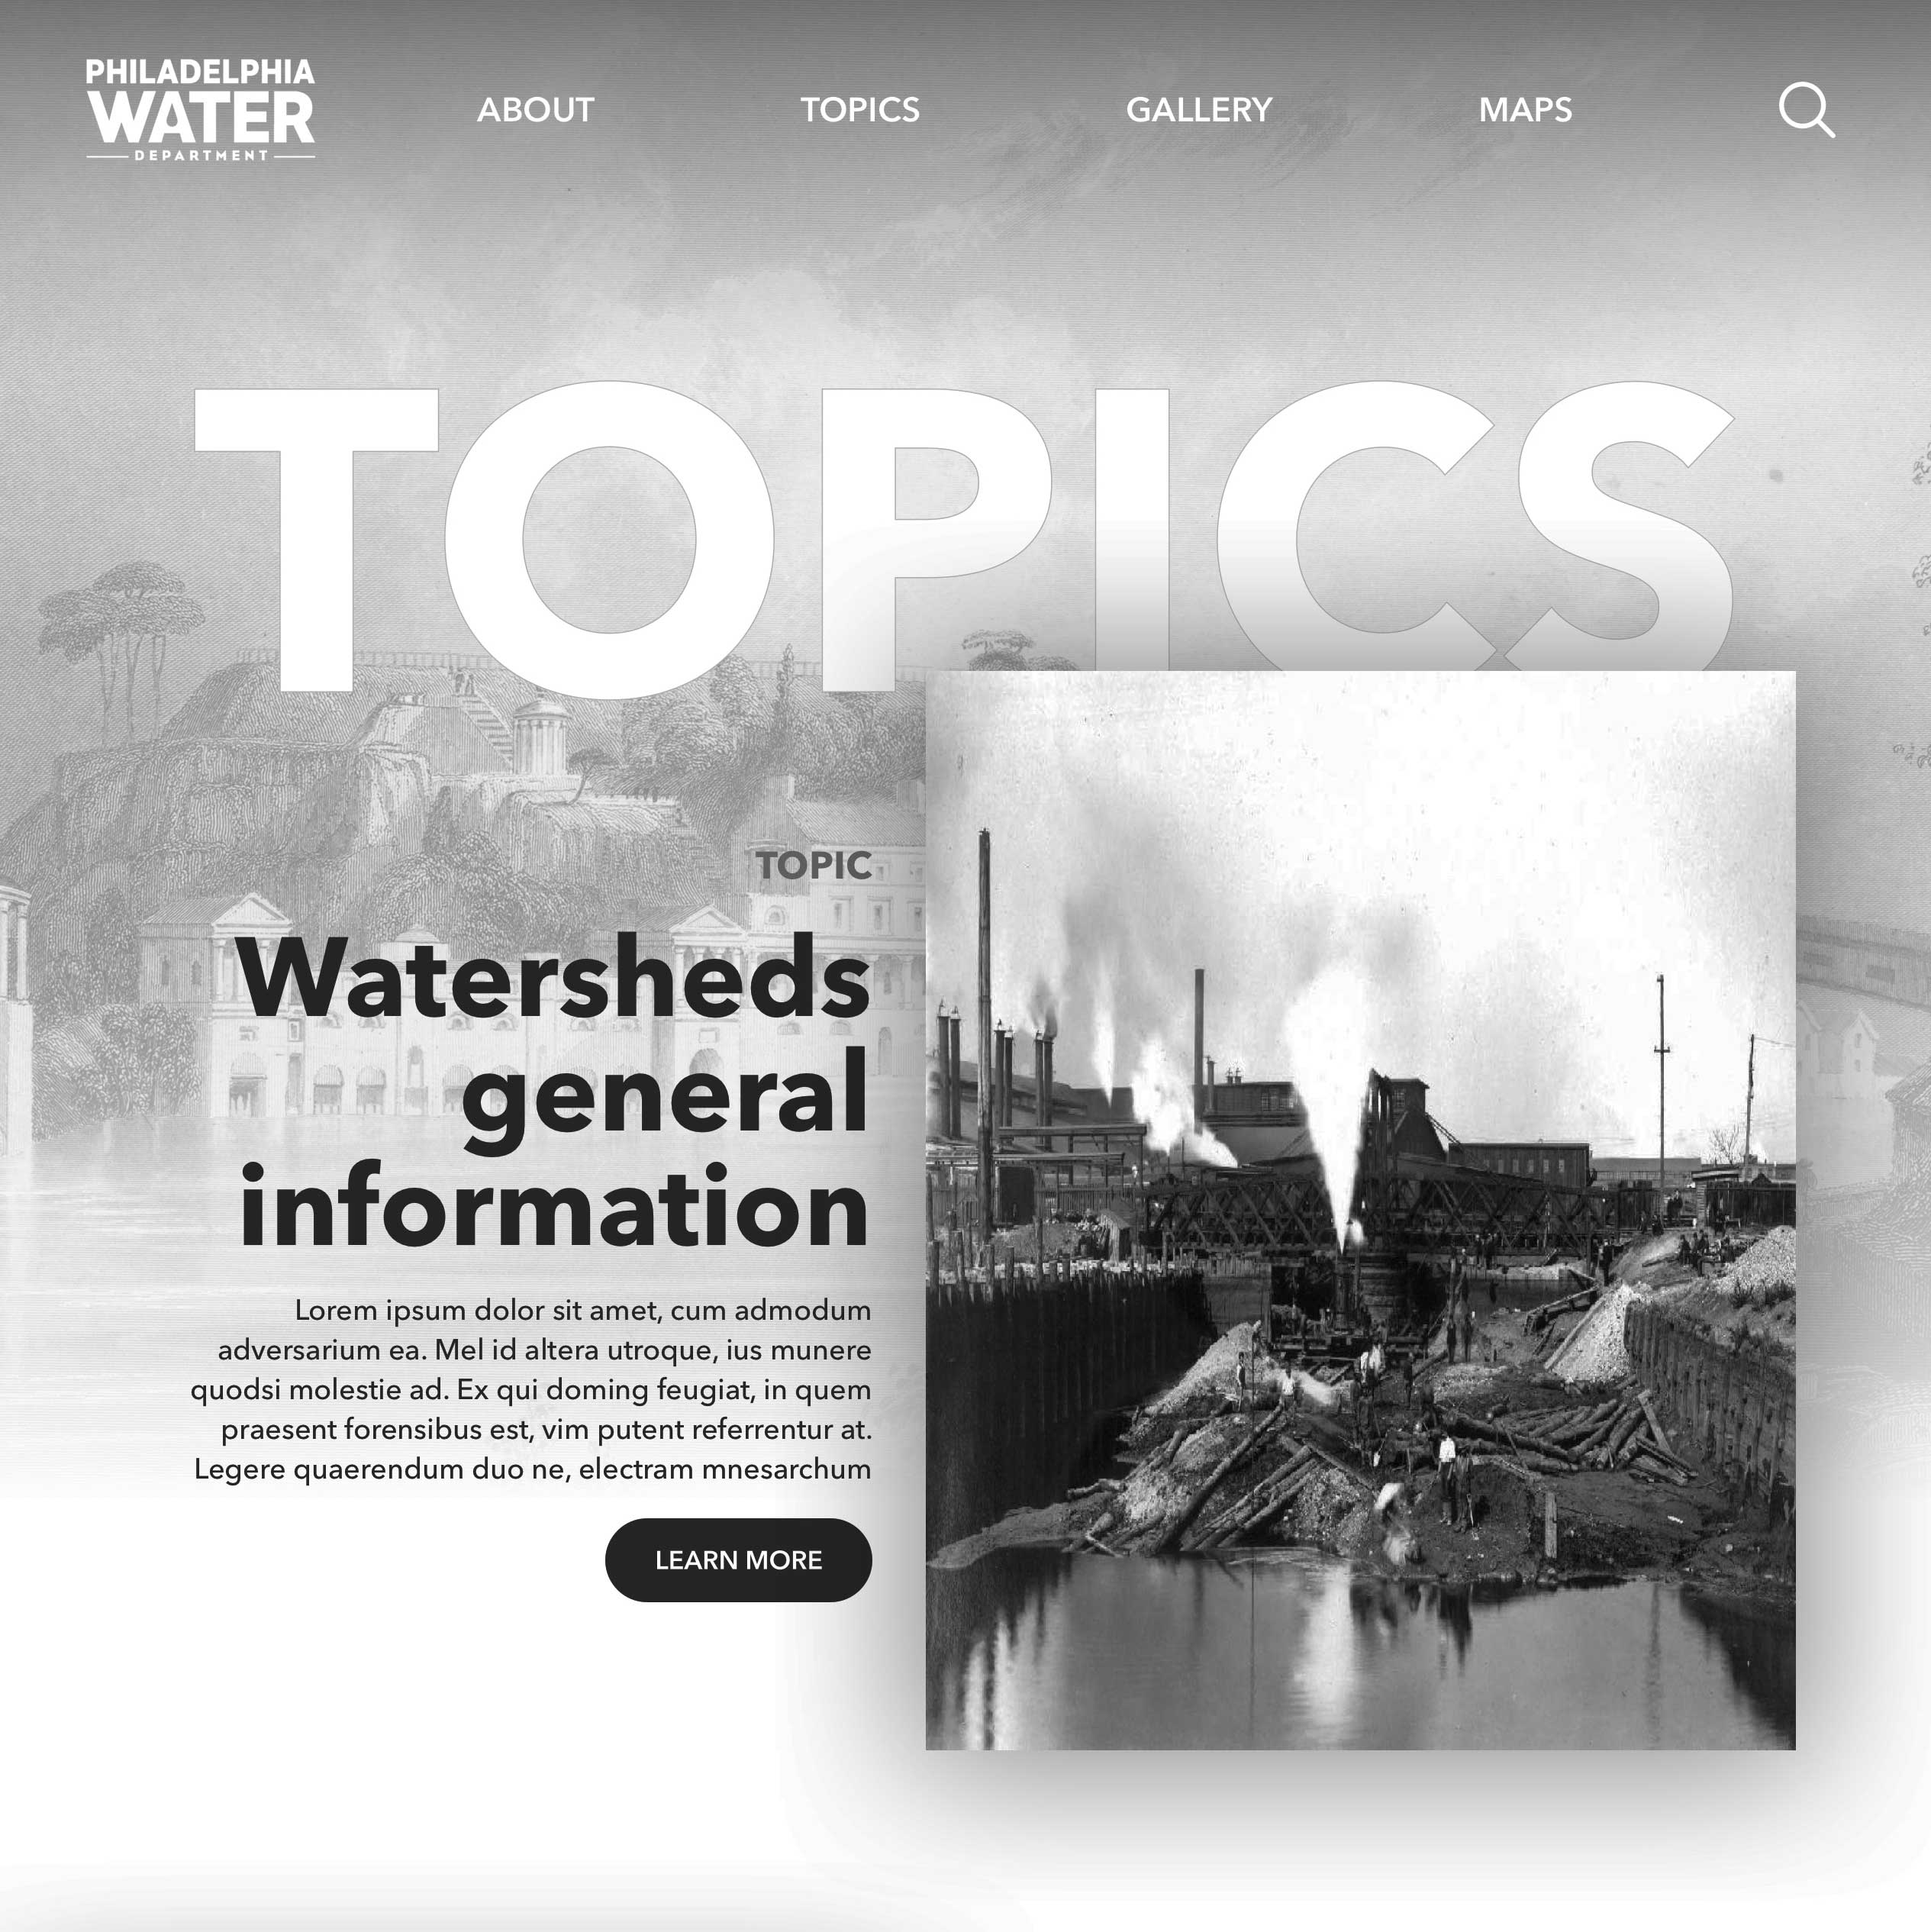 PHILADELPHIA
WATER
DEPARTMENT
ABOUT
TOPICS
GALLERY
MAPS
TOPICS
TOPIC
Watersheds
general
information
Lorem ipsum dolor sit amet, cum admodum
adversarium ea. Mel id altera utroque, ius munere
quodsi molestie ad. Ex qui doming feugiat, in quem
praesent forensibus est, vim putent referrentur at.
Legere quaerendum duo ne, electram mnesarchum
LEARN MORE